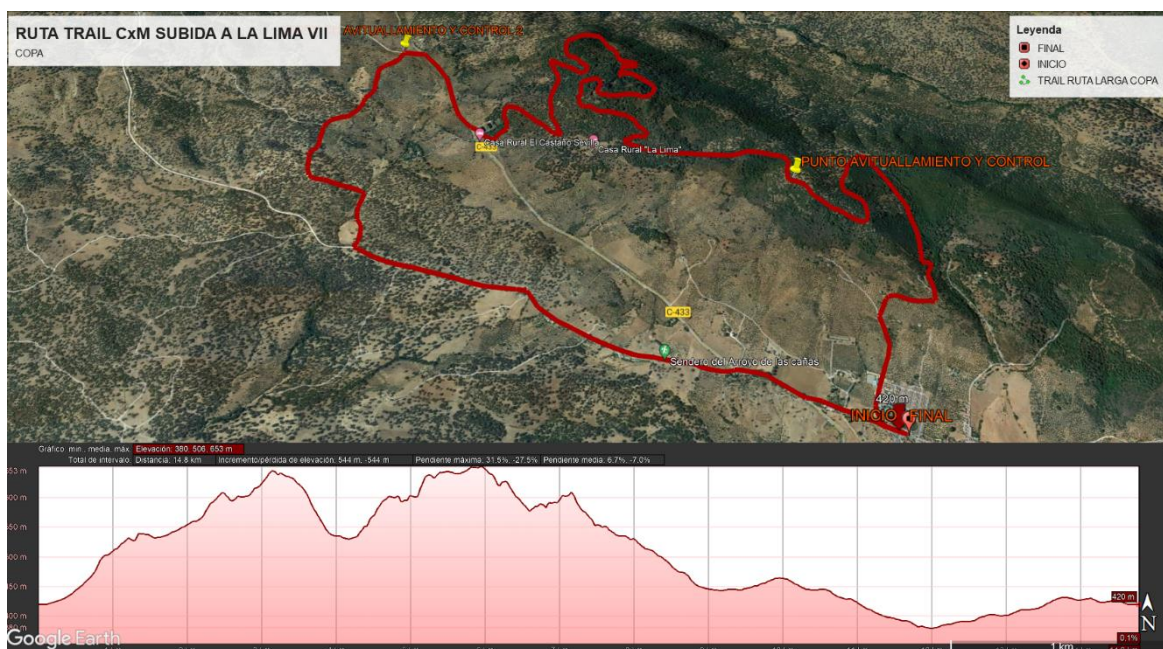 RUTA TRAIL CxM SUBIDA A LA LIMA VII
COPA
AVITUALLAMIENTO Y CONTROL 2
Leyenda
FINAL
INICIO
TRAIL RUTA LARGA COPA
Casa Rural El Castaño Sevilla
C-433
Casa Rural "La Lima"
PUNTO AVITUALLAMIENTO Y CONTROL
C-433
Sendero del Arroyo de las cañas
420 m
INICIO FINAL
Gráfico: min., media, máx. Elevación: 380, 506, 653 m
Total de intervalo: Distancia: 14.8 km Incremento/pérdida de elevación: 544 m, -544 m Pendiente máxima: 31.5%, -27.5% Pendiente media: 6.7%, -7.0%
420 m
N
Google Earth
0.1%
1 km